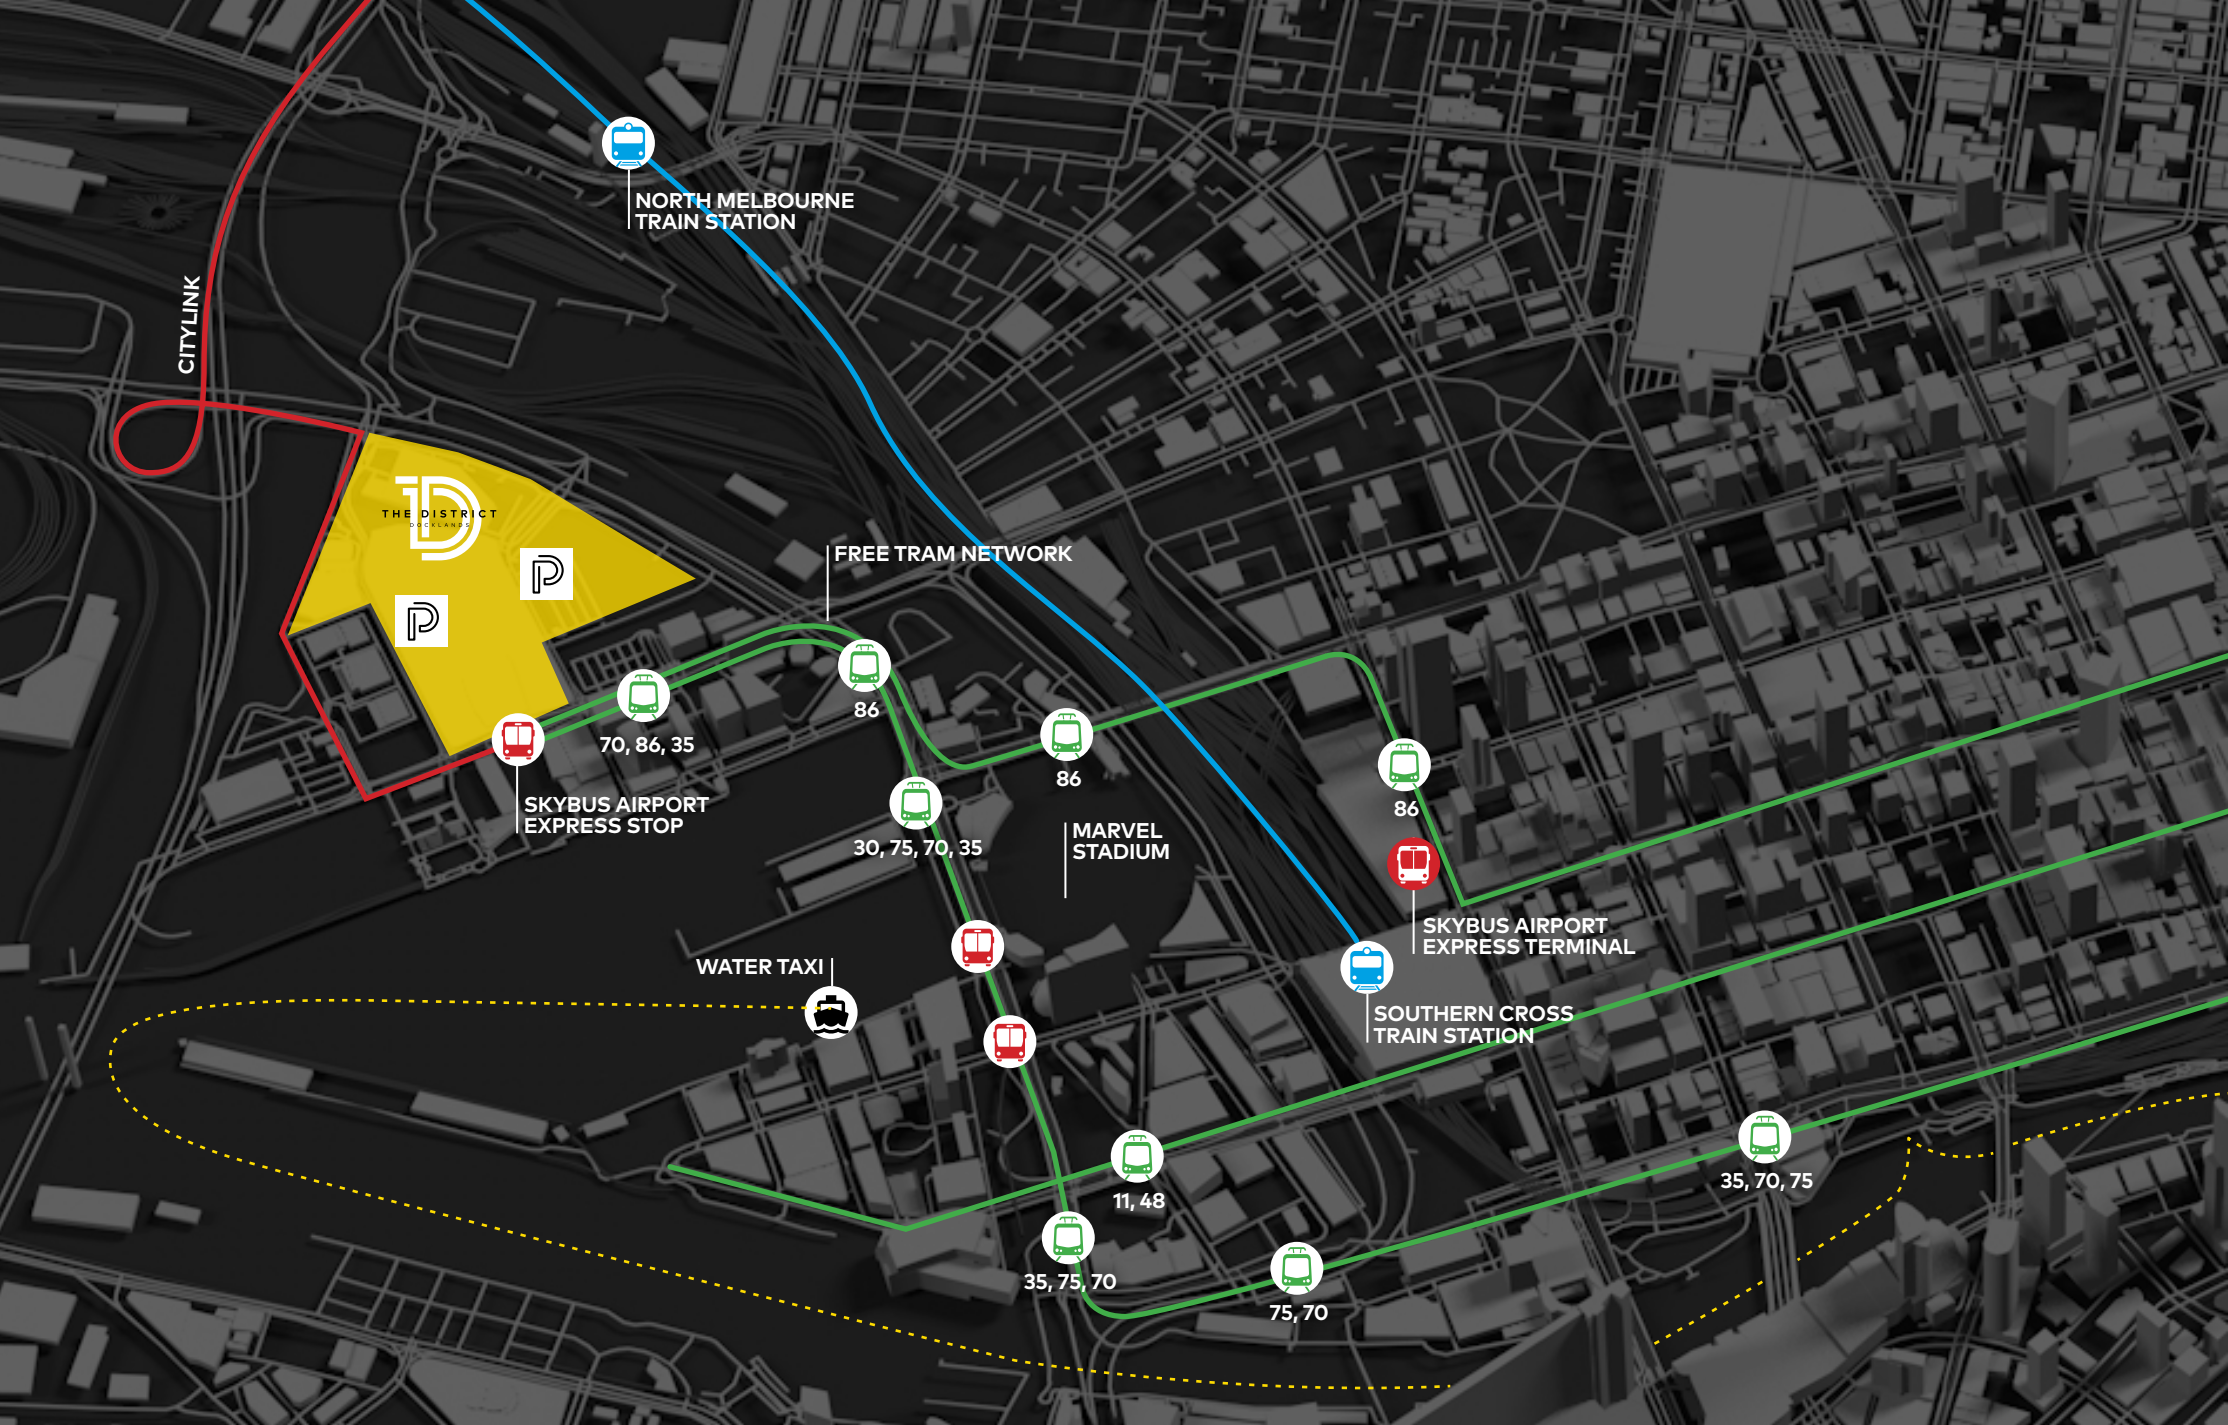 NORTH MELBOURNE
TRAIN STATION
CITYLINK
THE DISTRICT
DOCKLANDS
P
P
FREE TRAM NETWORK
86
70, 86, 35
86
86
SKYBUS AIRPORT
EXPRESS STOP
30, 75, 70, 35
MARVEL
STADIUM
SKYBUS AIRPORT
EXPRESS TERMINAL
WATER TAXI
SOUTHERN CROSS
TRAIN STATION
11, 48
35, 70, 75
35, 75, 70
75, 70